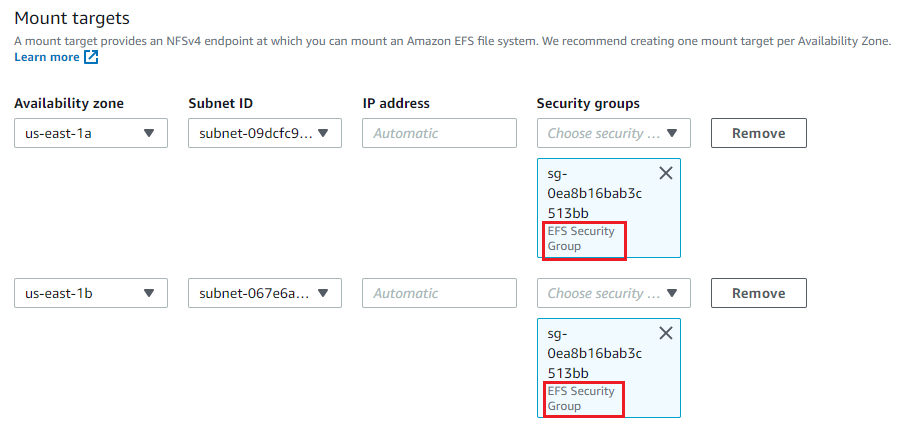 Mount targets
A mount target provides an NFSv4 endpoint at which you can mount an Amazon EFS file system. We recommend creating one mount target per Availability Zone.
Learn more
Availability zone Subnet ID IP address Security groups
us-east-1a subnet-09dcfc9... Automatic Choose security ... Remove
sg-
0ea8b16bab3c
513bb
EFS Security
Group
us-east-1b subnet-067e6a... Automatic Choose security ... Remove
sg-
0ea8b16bab3c
513bb
EFS Security
Group